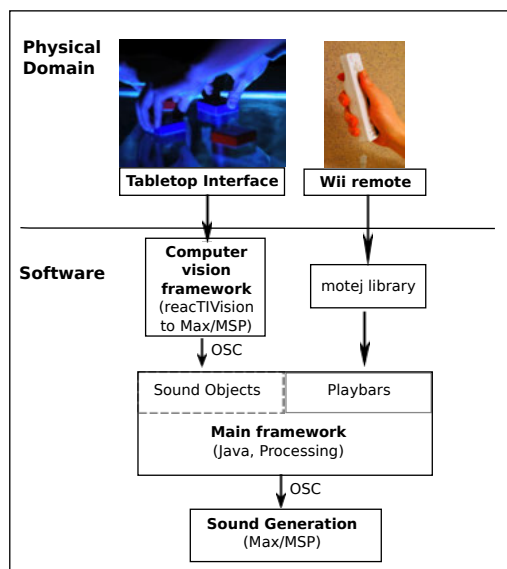 Physical
Domain
Tabletop Interface
Wii remote
Software
Computer
vision
framework
(reacTIVision
to Max/MSP)
motej library
OSC
Sound Objects
Playbars
Main framework
(Java, Processing)
OSC
Sound Generation
(Max/MSP)